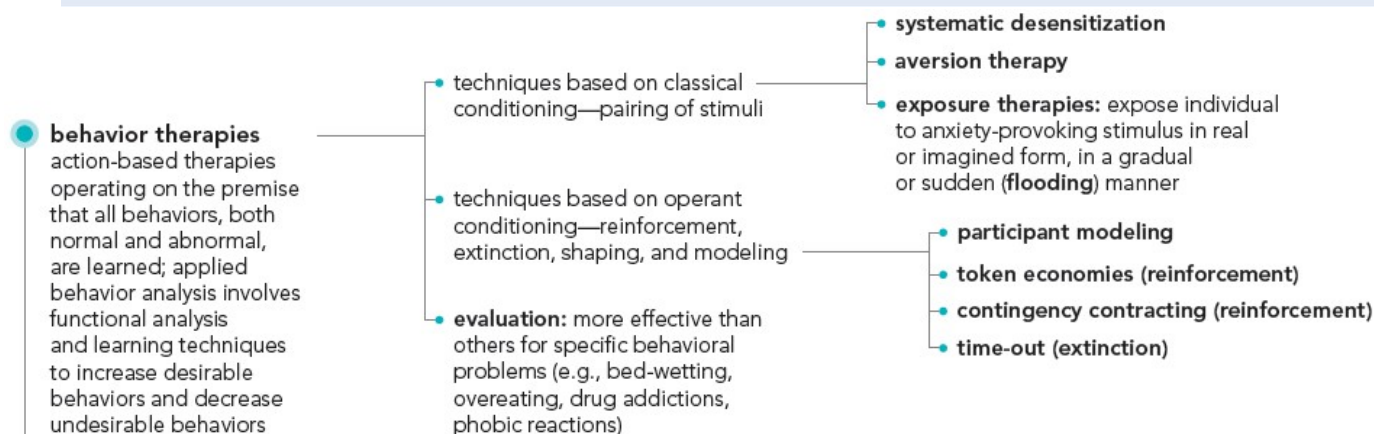 behavior therapies
action-based therapies
operating on the premise
that all behaviors, both
normal and abnormal,
are learned; applied
behavior analysis involves
functional analysis
and learning techniques
to increase desirable
behaviors and decrease
undesirable behaviors
techniques based on classical
conditioning—pairing of stimuli
systematic desensitization
aversion therapy
exposure therapies: expose individual
to anxiety-provoking stimulus in real
or imagined form, in a gradual
or sudden (flooding) manner
techniques based on operant
conditioning—reinforcement,
extinction, shaping, and modeling
participant modeling
token economies (reinforcement)
contingency contracting (reinforcement)
time-out (extinction)
evaluation: more effective than
others for specific behavioral
problems (e.g., bed-wetting,
overeating, drug addictions,
phobic reactions)